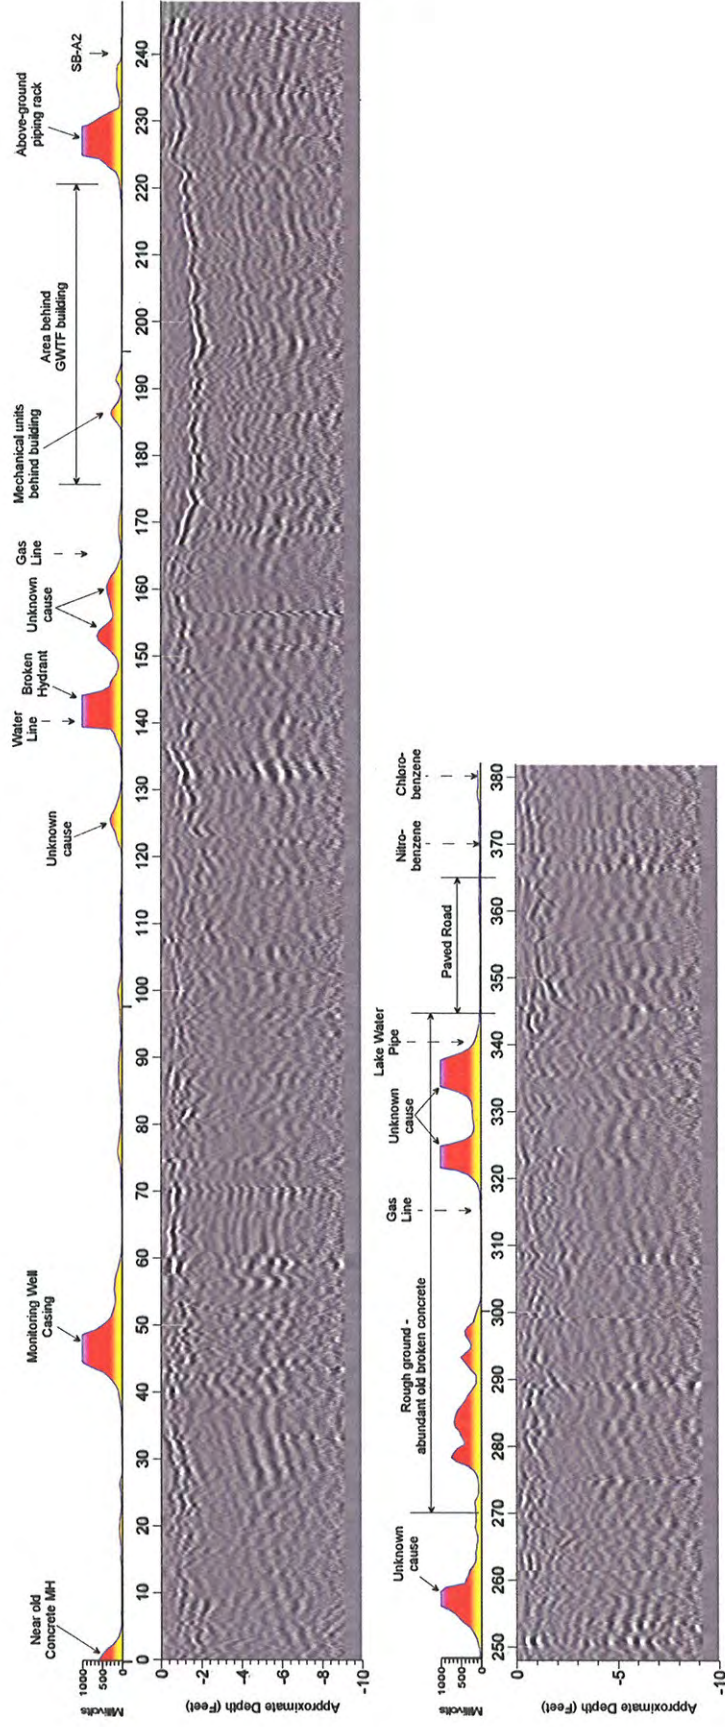 Near old
Concrete MH
Monitoring Well
Casing
Unknown
cause
Water
Line
Broken
Hydrant
Unknown
cause
Gas
Line
Mechanical units
behind building
Area behind
GWTF building
Above-ground
piping rack
SB-A2
Millivolts
1000
500
0
0
10
20
30
40
50
60
70
80
90
100
110
120
130
140
150
160
170
180
190
200
210
220
230
240
Approximate Depth (Feet)
0
-2
-4
-6
-8
-10
Unknown
cause
Rough ground -
abundant old broken concrete
Gas
Line
Unknown
cause
Lake Water
Pipe
Paved Road
Nitro-
benzene
Chloro-
benzene
Millivolts
1000
500
0
250
260
270
280
290
300
310
320
330
340
350
360
370
380
Approximate Depth (Feet)
0
-5
-10